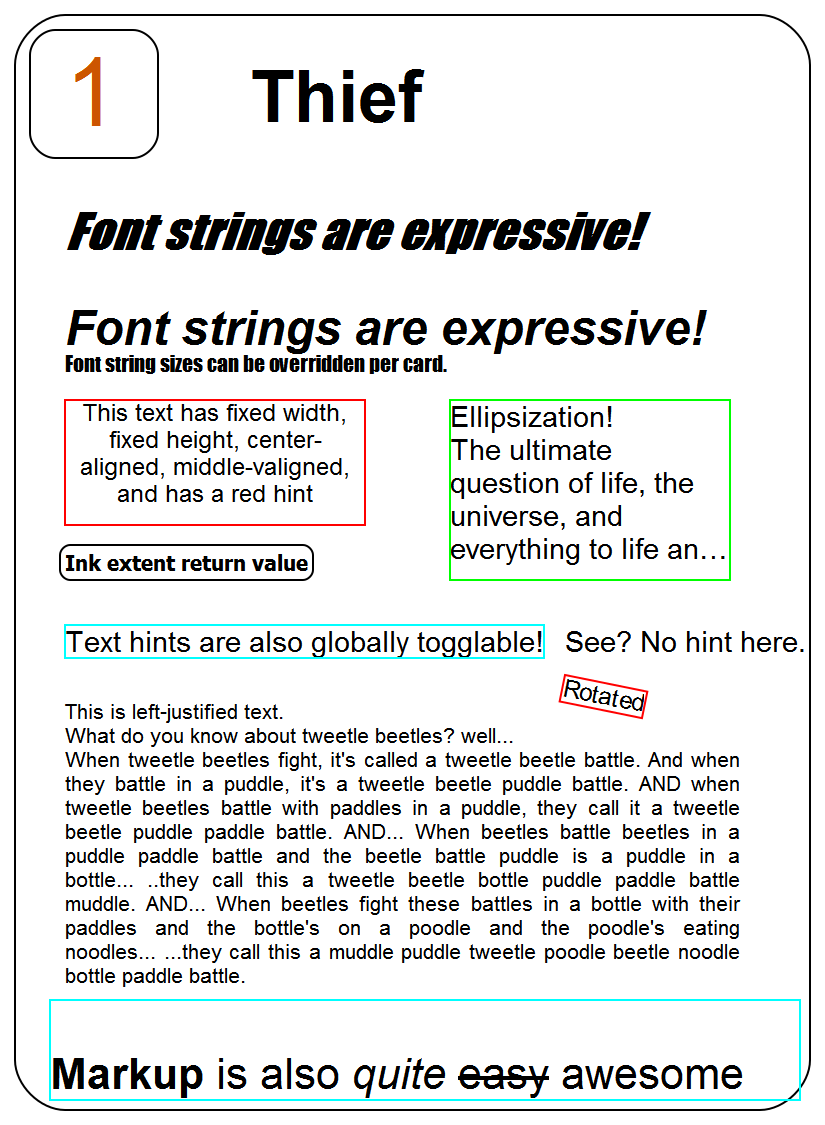 1
Thief
Font strings are expressive!
Font strings are expressive!
Font string sizes can be overridden per card.
This text has fixed width,
fixed height, center-
aligned, middle-valigned,
and has a red hint
Ellipsization!
The ultimate
question of life, the
universe, and
everything to life an…
Ink extent return value
Text hints are also globally togglable!
See? No hint here.
Rotated
This is left-justified text.
What do you know about tweetle beetles? well...
When tweetle beetles fight, it's called a tweetle beetle battle. And when
they battle in a puddle, it's a tweetle beetle puddle battle. AND when
tweetle beetles battle with paddles in a puddle, they call it a tweetle
beetle puddle paddle battle. AND... When beetles battle beetles in a
puddle paddle battle and the beetle battle puddle is a puddle in a
bottle... ..they call this a tweetle beetle bottle puddle paddle battle
muddle. AND... When beetles fight these battles in a bottle with their
paddles and the bottle's on a poodle and the poodle's eating
noodles... ...they call this a muddle puddle tweetle poodle beetle noodle
bottle paddle battle.
Markup is also quite easy awesome